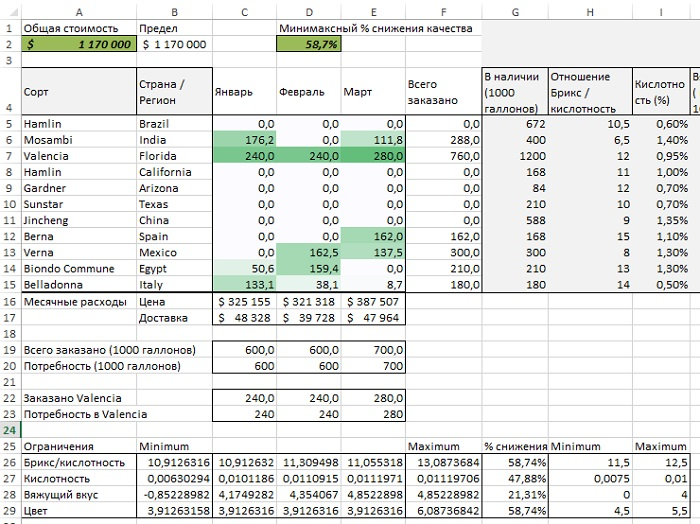 A B C D E F G H I
1 Общая стоимость Предел Минимаксный % снижения качества
2 $ 1 170 000 $ 1 170 000 58,7%
3
4 Сорт Страна / Регион Январь Февраль Март Всего заказано В наличии (1000 галлонов) Отношение Брикс / кислотность Кислотно сть (%)
5 Hamlin Brazil 0,0 0,0 0,0 0,0 672 10,5 0,60%
6 Mosambi India 176,2 0,0 111,8 288,0 400 6,5 1,40%
7 Valencia Florida 240,0 240,0 280,0 760,0 1200 12 0,95%
8 Hamlin California 0,0 0,0 0,0 0,0 168 11 1,00%
9 Gardner Arizona 0,0 0,0 0,0 0,0 84 12 0,70%
10 Sunstar Texas 0,0 0,0 0,0 0,0 210 10 0,70%
11 Jincheng China 0,0 0,0 0,0 0,0 588 9 1,35%
12 Berna Spain 0,0 0,0 162,0 162,0 168 15 1,10%
13 Verna Mexico 0,0 162,5 137,5 300,0 300 8 1,30%
14 Biondo Commune Egypt 50,6 159,4 0,0 210,0 210 13 1,30%
15 Belladonna Italy 133,1 38,1 8,7 180,0 180 14 0,50%
16 Месячные расходы Цена $ 325 155 $ 321 318 $ 387 507
17 Доставка $ 48 328 $ 39 728 $ 47 964
18
19 Всего заказано (1000 галлонов) 600,0 600,0 700,0
20 Потребность (1000 галлонов) 600 600 700
21
22 Заказано Valencia 240,0 240,0 280,0
23 Потребность в Valencia 240 240 280
24
25 Ограничения Minimum Maximum % снижения Minimum Maximum
26 Брикс/кислотность 10,9126316 10,912632 11,309498 11,055318 13,0873684 58,74% 11,5 12,5
27 Кислотность 0,00630294 0,0101186 0,0110915 0,0111971 0,01119706 47,88% 0,0075 0,01
28 Вяжущий вкус -0,85228982 4,1749282 4,354067 4,8522898 4,85228982 21,31% 0 4
29 Цвет 3,91263158 3,9126316 3,9126316 3,9126316 6,08736842 58,74% 4,5 5,5